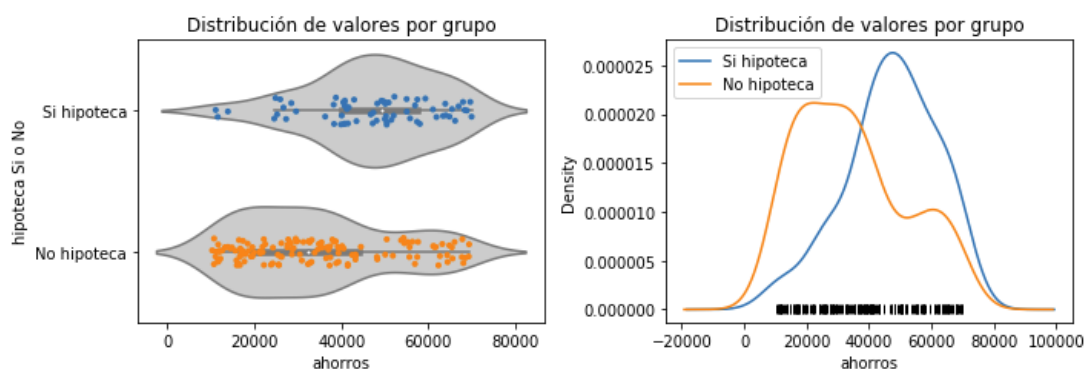 Distribución de valores por grupo
hipoteca Si o No
Si hipoteca
No hipoteca
0
20000
40000
60000
80000
ahorros
Distribución de valores por grupo
Si hipoteca
No hipoteca
Density
0.000025
0.000020
0.000015
0.000010
0.000005
0.000000
−20000
0
20000
40000
60000
80000
100000
ahorros